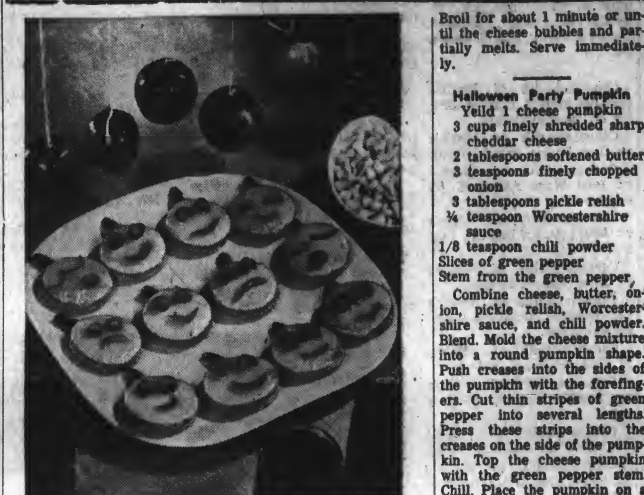 Broil for about 1 minute or un-
til the cheese bubbles and par-
tially melts. Serve immediate-
ly.
Halloween Party Pumpkin
Yeild 1 cheese pumpkin
3 cups finely shredded sharp
cheddar cheese
2 tablespoons softened butter
3 teaspoons finely chopped
onion
3 tablespoons pickle relish
¼ teaspoon Worcestershire
sauce
1/8 teaspoon chili powder
Slices of green pepper
Stem from the green pepper
Combine cheese, butter, on-
ion, pickle relish, Worcester-
shire sauce, and chili powder.
Blend. Mold the cheese mixture
into a round pumpkin shape.
Push creases into the sides of
the pumpkin with the forefing-
ers. Cut thin stripes of green
pepper into several lengths.
Press these strips into the
creases on the side of the pump-
kin. Top the cheese pumpkin
with the green pepper stem.
Chill. Place the pumpkin on a